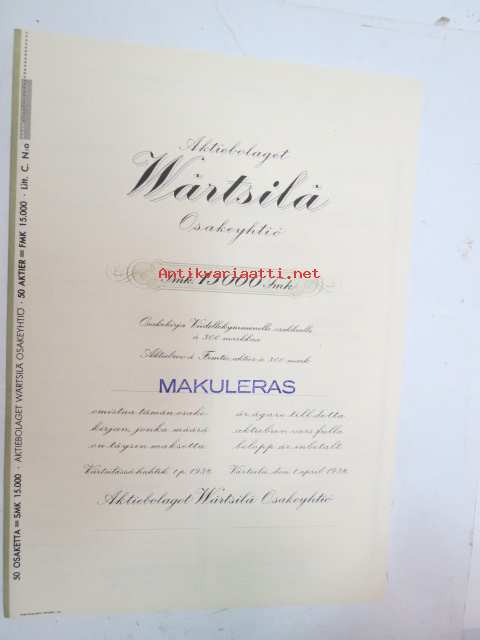 Aktiebolaget
Wärtsilä
Osakeyhtiö
Smk. 15000 Fmk
Antikvariaatti.net
Osakekirja Viidellekymmenelle osakkeelle
à 300 markkaa
Aktiebrev å Femtio aktier à 300 mark
MAKULERAS
omistaa tämän osake-
kirjan, jonka määrä
on täysin maksettu
är ägare till detta
aktiebrev vars fulla
belopp är inbetalt
Wärtsilässä huhtik. 1 p. 1938.
Värtsilä, den 1 april 1938.
Aktiebolaget Wärtsilä Osakeyhtiö
50 OSAKETTA = SMK 15.000 · AKTIEBOLAGET WÄRTSILÄ OSAKEYHTIÖ · 50 AKTIER = FMK 15.000 · Litt. C. N:o